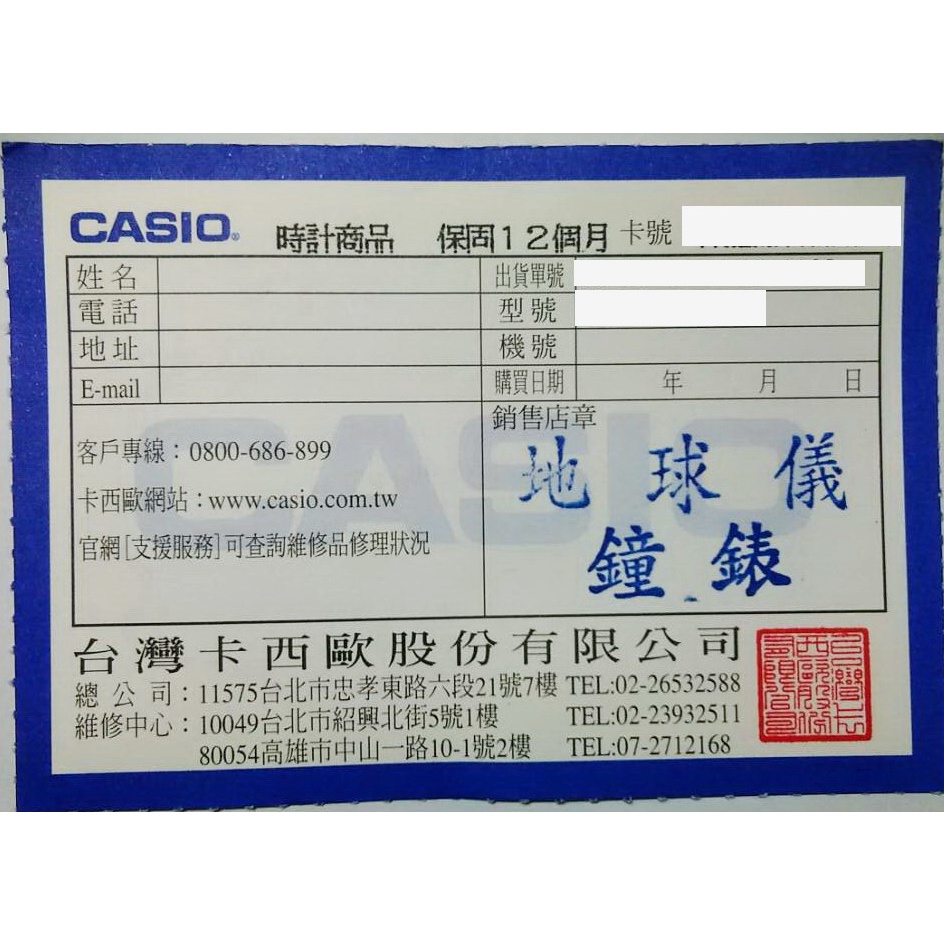 CASIO® 時計商品 保固12個月 卡號
姓名 出貨單號
電話 型號
地址 機號
E-mail 購買日期 年 月 日
銷售店章
客戶專線：0800-686-899
卡西歐網站：www.casio.com.tw
官網[支援服務]可查詢維修品修理狀況
CASIO
地球儀
鐘錶
台灣卡西歐股份有限公司
總公司：11575台北市忠孝東路六段21號7樓 TEL:02-26532588
維修中心：10049台北市紹興北街5號1樓 TEL:02-23932511
80054高雄市中山一路10-1號2樓 TEL:07-2712168